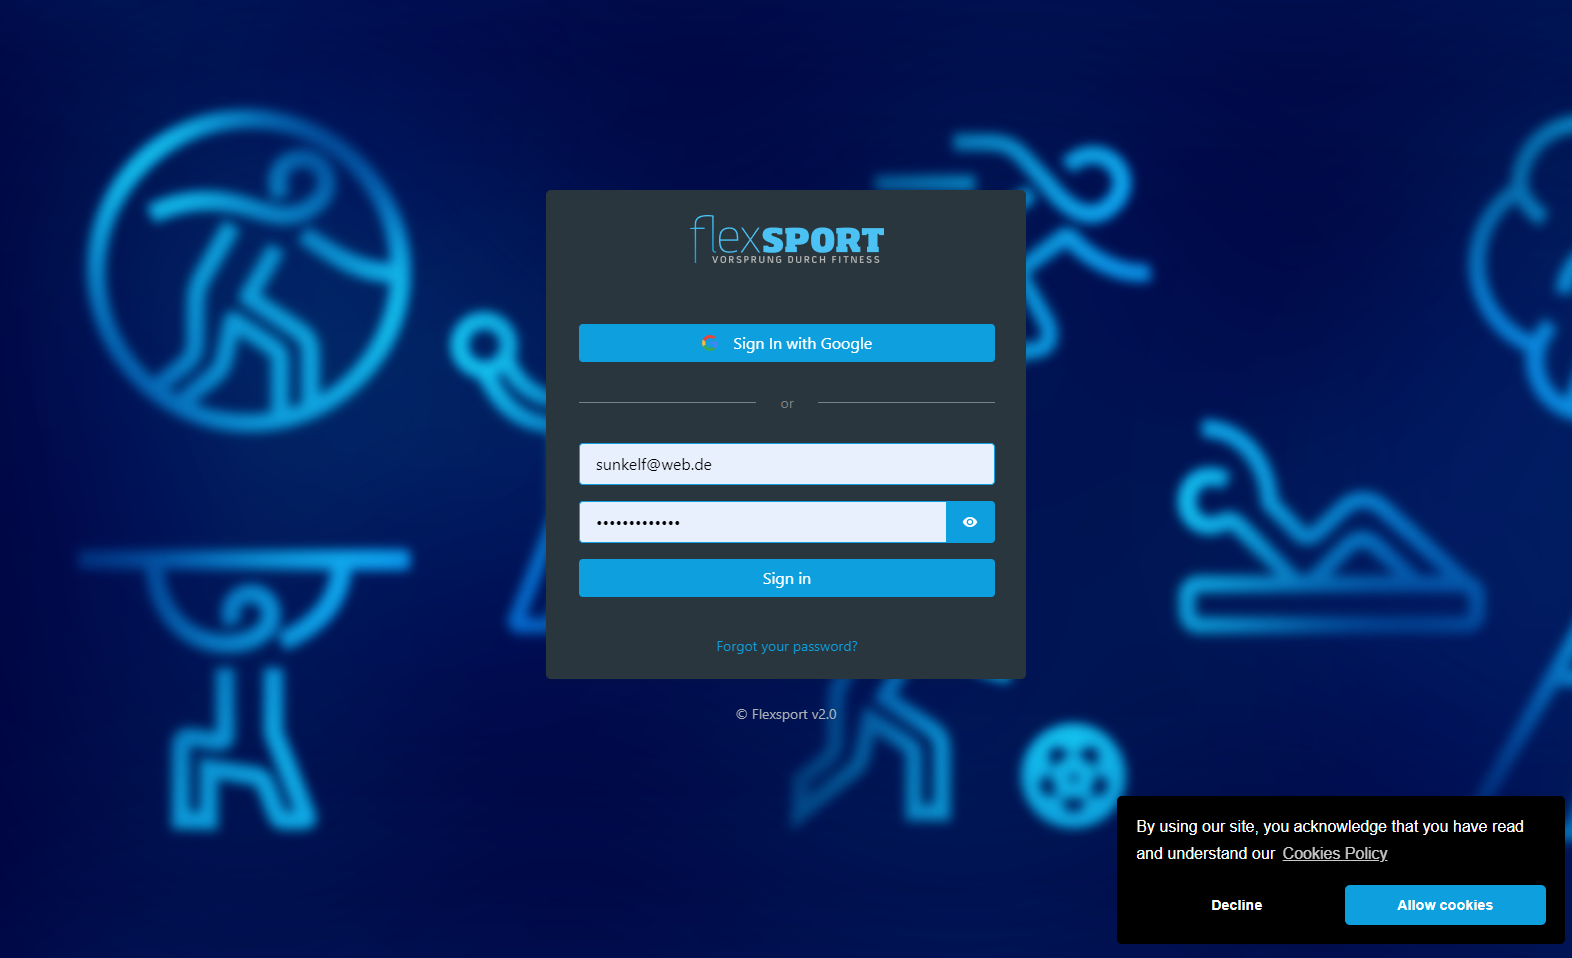 flexSPORT
VORSPRUNG DURCH FITNESS
Sign In with Google
or
sunkelf@web.de
•••••••••••••
Sign in
Forgot your password?
© Flexsport v2.0
By using our site, you acknowledge that you have read
and understand our Cookies Policy
Decline
Allow cookies